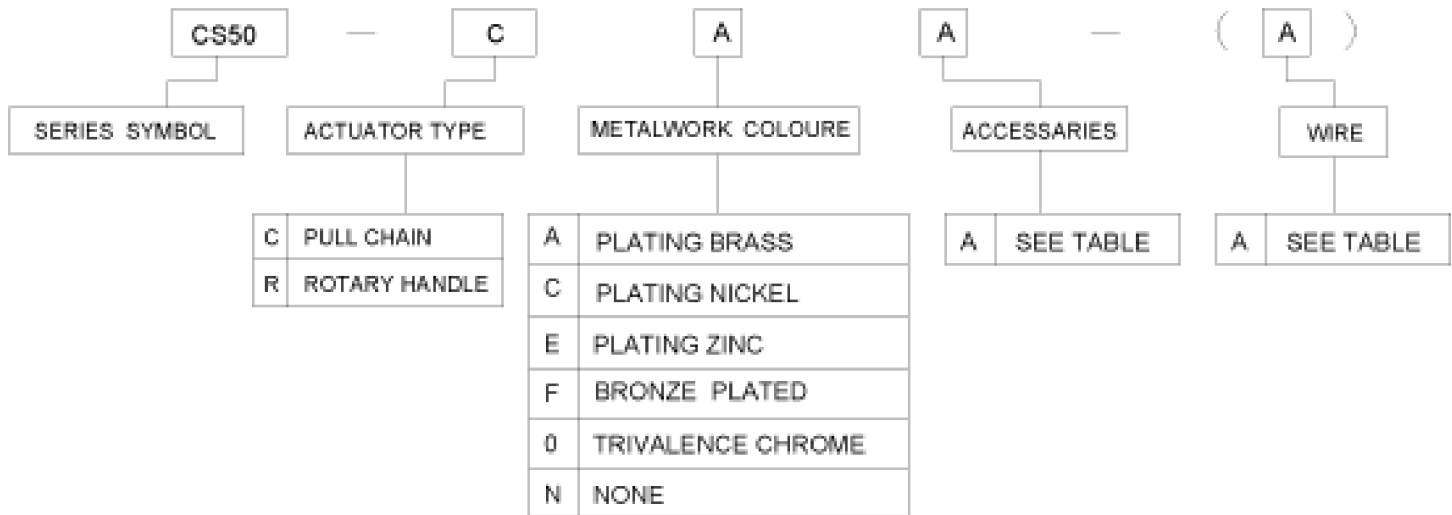 CS50 — C A A — ( A )
SERIES SYMBOL ACTUATOR TYPE METALWORK COLOURE ACCESSARIES WIRE
C PULL CHAIN A PLATING BRASS A SEE TABLE A SEE TABLE
R ROTARY HANDLE C PLATING NICKEL
E PLATING ZINC
F BRONZE PLATED
0 TRIVALENCE CHROME
N NONE